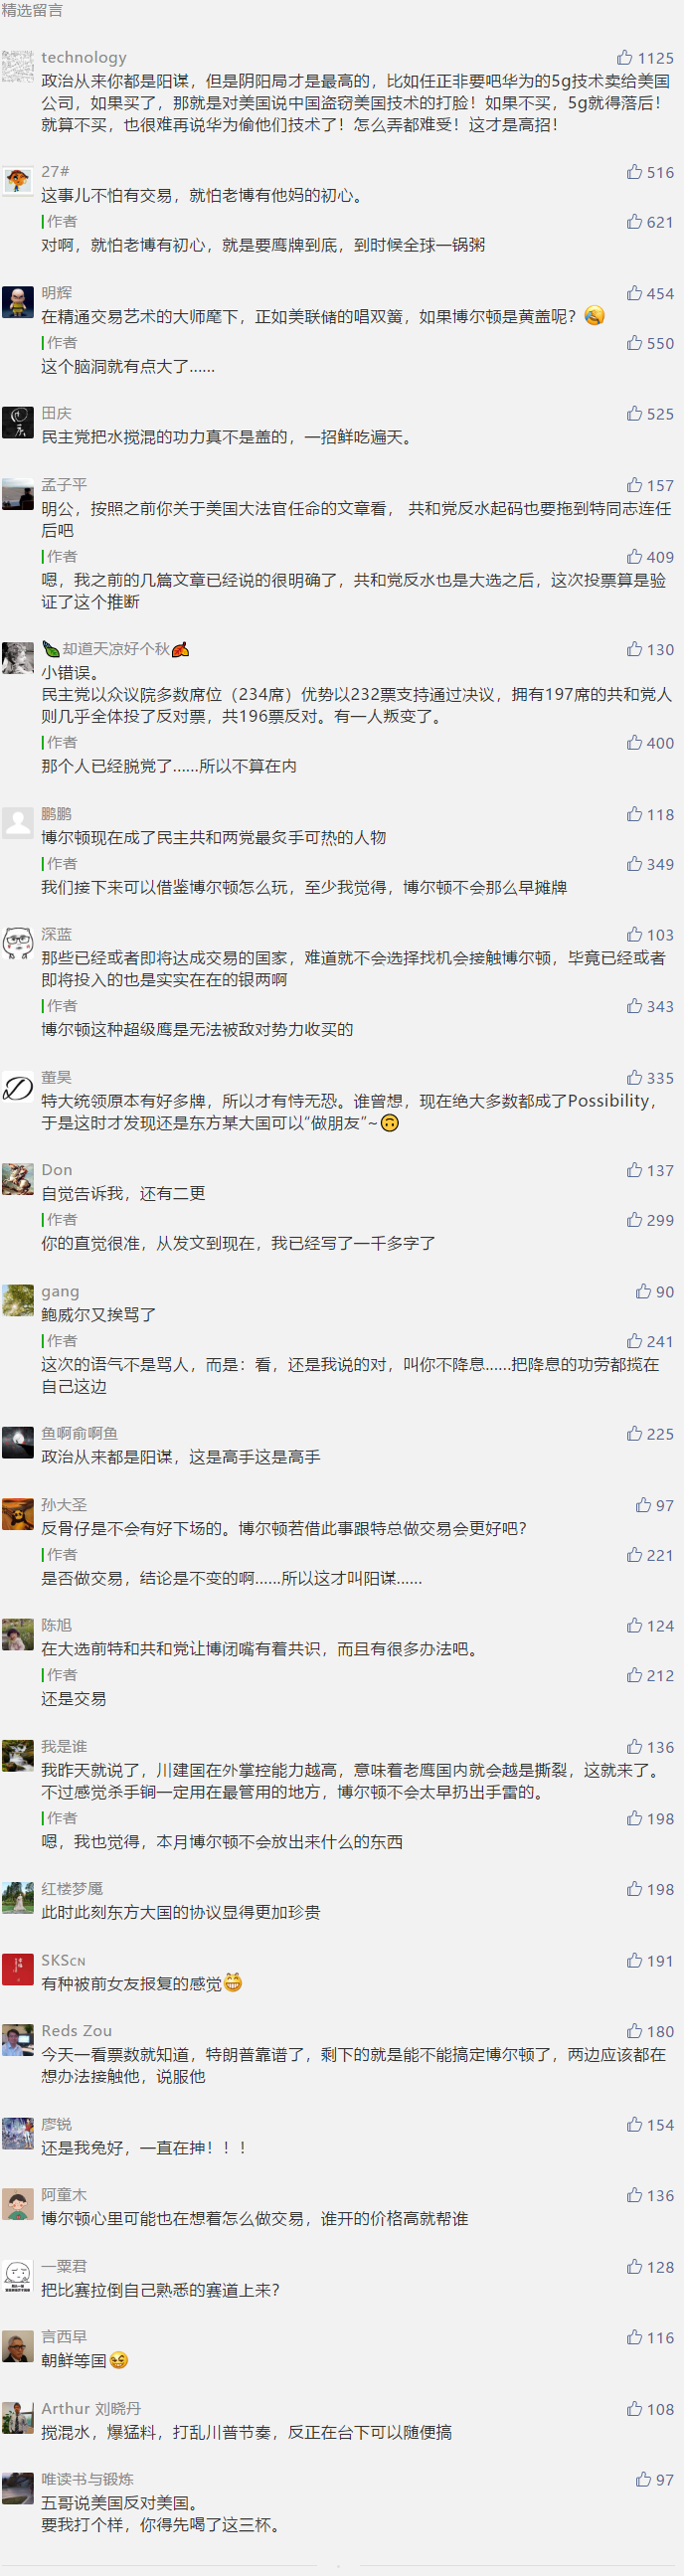 精选留言
technology
1125
政治从来你都是阳谋，但是阴阳局才是最高的，比如任正非要吧华为的5g技术卖给美国
公司，如果买了，那就是对美国说中国盗窃美国技术的打脸！如果不买，5g就得落后！
就算不买，也很难再说华为偷他们技术了！怎么弄都难受！这才是高招！
27#
516
这事儿不怕有交易，就怕老博有他妈的初心。
作者
621
对啊，就怕老博有初心，就是要鹰牌到底，到时候全球一锅粥
明辉
454
在精通交易艺术的大师麾下，正如美联储的唱双簧，如果博尔顿是黄盖呢？
作者
550
这个脑洞就有点大了......
田庆
525
民主党把水搅混的功力真不是盖的，一招鲜吃遍天。
孟子平
157
明公，按照之前你关于美国大法官任命的文章看， 共和党反水起码也要拖到特同志连任
后吧
作者
409
嗯，我之前的几篇文章已经说的很明确了，共和党反水也是大选之后，这次投票算是验
证了这个推断
却道天凉好个秋
130
小错误。
民主党以众议院多数席位（234席）优势以232票支持通过决议，拥有197席的共和党人
则几乎全体投了反对票，共196票反对。有一人叛变了。
作者
400
那个人已经脱党了......所以不算在内
鹏鹏
118
博尔顿现在成了民主共和两党最炙手可热的人物
作者
349
我们接下来可以借鉴博尔顿怎么玩，至少我觉得，博尔顿不会那么早摊牌
深蓝
103
那些已经或者即将达成交易的国家，难道就不会选择找机会接触博尔顿，毕竟已经或者
即将投入的也是实实在在的银两啊
作者
343
博尔顿这种超级鹰是无法被敌对势力收买的
董昊
335
特大统领原本有好多牌，所以才有恃无恐。谁曾想，现在绝大多数都成了Possibility，
于是这时才发现还是东方某大国可以“做朋友”~
Don
137
自觉告诉我，还有二更
作者
299
你的直觉很准，从发文到现在，我已经写了一千多字了
gang
90
鲍威尔又挨骂了
作者
241
这次的语气不是骂人，而是：看，还是我说的对，叫你不降息......把降息的功劳都揽在
自己这边
鱼啊俞啊鱼
225
政治从来都是阳谋，这是高手这是高手
孙大圣
97
反骨仔是不会有好下场的。博尔顿若借此事跟特总做交易会更好吧？
作者
221
是否做交易，结论是不变的啊......所以这才叫阳谋......
陈旭
124
在大选前特和共和党让博闭嘴有着共识，而且有很多办法吧。
作者
212
还是交易
我是谁
136
我昨天就说了，川建国在外掌控能力越高，意味着老鹰国内就会越是撕裂，这就来了。
不过感觉杀手锏一定用在最管用的地方，博尔顿不会太早扔出手雷的。
作者
198
嗯，我也觉得，本月博尔顿不会放出来什么的东西
红楼梦魇
198
此时此刻东方大国的协议显得更加珍贵
SKScN
191
有种被前女友报复的感觉
Reds Zou
180
今天一看票数就知道，特朗普靠谱了，剩下的就是能不能搞定博尔顿了，两边应该都在
想办法接触他，说服他
廖锐
154
还是我兔好，一直在抻！！！
阿童木
136
博尔顿心里可能也在想着怎么做交易，谁开的价格高就帮谁
一粟君
128
把比赛拉倒自己熟悉的赛道上来？
言西早
116
朝鲜等国
Arthur 刘晓丹
108
搅混水，爆猛料，打乱川普节奏，反正在台下可以随便搞
唯读书与锻炼
97
五哥说美国反对美国。
要我打个样，你得先喝了这三杯。